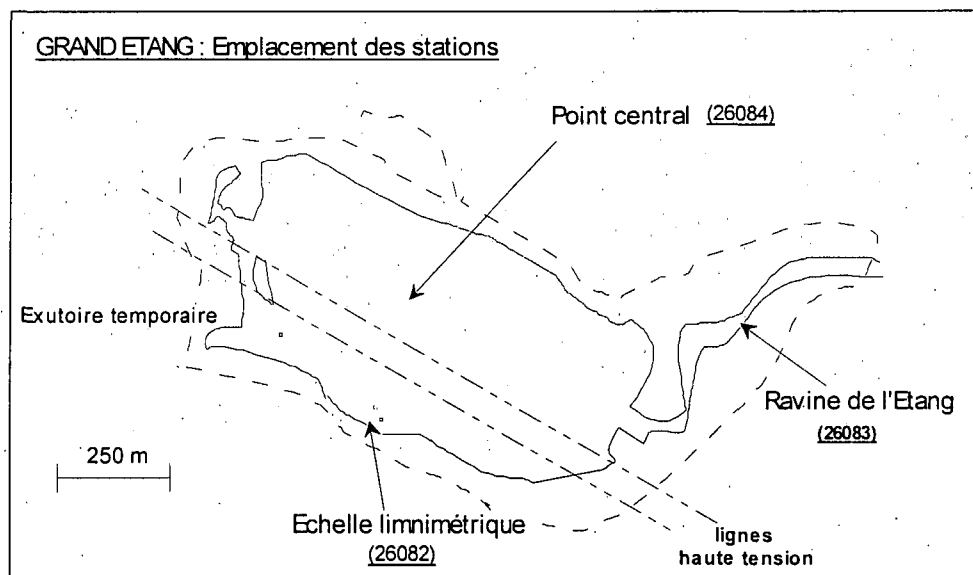 GRAND ETANG : Emplacement des stations
Point central (26084)
Exutoire temporaire
Ravine de l'Etang
(26083)
250 m
Echelle limnimétrique
(26082)
lignes
haute tension